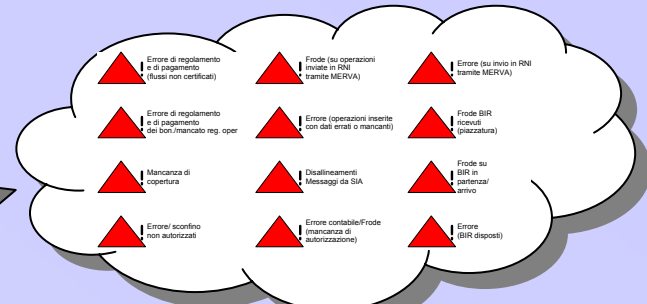 Errore di regolamento
e di pagamento
(flussi non certificati)
Frode (su operazioni
inviate in RNI
tramite MERVA)
Errore (su invio in RNI
tramite MERVA)
Errore di regolamento
e di pagamento
dei bon./mancato reg. oper
Errore (operazioni inserite
con dati errati o mancanti)
Frode BIR
ricevuti
(piazzatura)
Mancanza di
copertura
Disallineamenti
Messaggi da SIA
Frode su
BIR in
partenza/
arrivo
Errore/ sconfino
non autorizzati
Errore contabile/Frode
(mancanza di
autorizzazione)
Errore
(BIR disposti)